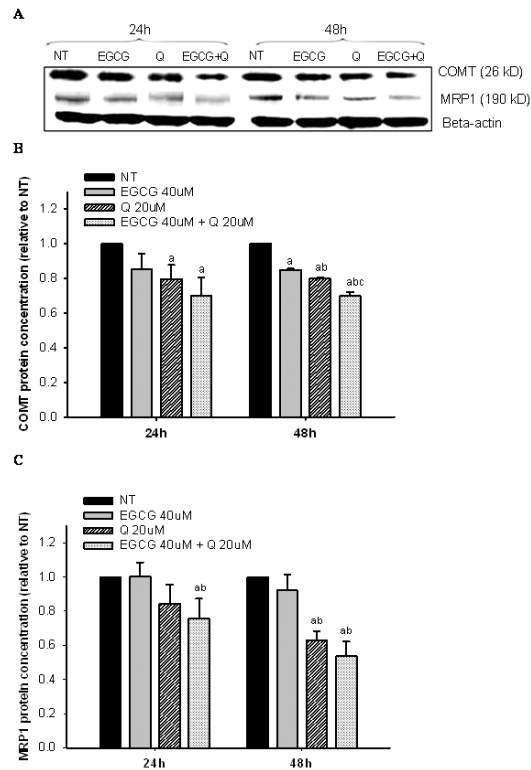 A
24h 48h
NT EGCG Q EGCG+Q NT EGCG Q EGCG+Q
COMT (26 kD)
MRP1 (190 kD)
Beta-actin
B
NT
EGCG 40uM
Q 20uM
EGCG 40uM + Q 20uM
COMT protein concentration (relative to NT)
1.0
0.8
0.6
0.4
0.2
0.0
a a a ab abc
24h 48h
C
NT
EGCG 40uM
Q 20uM
EGCG 40uM + Q 20uM
MRP1 protein concentration (relative to NT)
1.2
1.0
0.8
0.6
0.4
0.2
0.0
ab ab ab
24h 48h